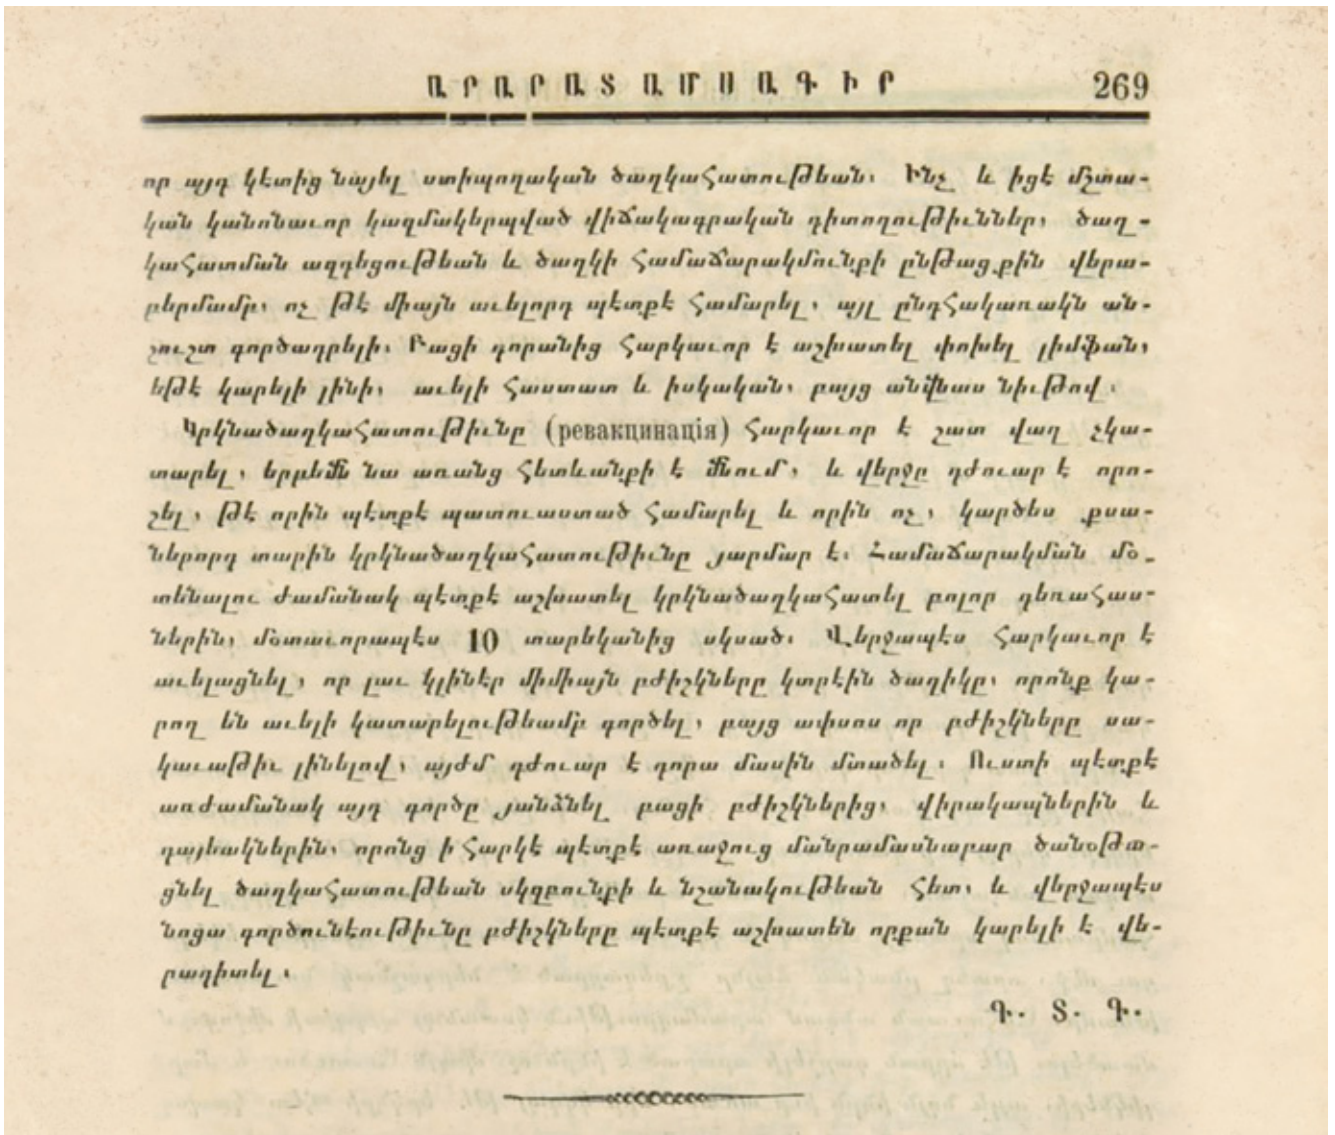 ԱՐԱՐԱՏ ԱՄՍԱԳԻՐ 269
որ այդ կէտից նայել ստիպողական ծաղկահատութեան։ Ինչ և իցէ մշտա-
կան կանոնաւոր կազմակերպված վիճակագրական դիտողութիւններ, ծաղ-
կահատման ազդեցութեան և ծաղկի համաճարակմունքի ընթացքին վերա-
բերմամբ, ոչ թէ միայն աւելորդ պէտքէ համարել, այլ ընդհակառակն ան-
շուշտ գործադրելի։ Բացի դորանից հարկաւոր է աշխատել փոխել լիմֆան,
եթէ կարելի լինի, աւելի հաստատ և իսկական, բայց անվնաս նիւթով։
Կրկնածաղկահատութիւնը (ревакцинація) հարկաւոր է շատ վաղ չկա-
տարել, երբեմն նա առանց հետևանքի է մնում, և վերջը դժուար է որո-
շել, թէ որին պէտքէ պատուաստած համարել և որին ոչ, կարծես քսա-
ներորդ տարին կրկնածաղկահատութիւնը յարմար է։ Համաճարակման մօ-
տենալու ժամանակ պէտքէ աշխատել կրկնածաղկահատել բոլոր դեռահաս-
ներին, մօտաւորապէս 10 տարեկանից սկսած։ Վերջապէս հարկաւոր է
աւելացնել, որ լաւ կլինէր միմիայն բժիշկները կտրէին ծաղիկը, որոնք կա-
րող են աւելի կատարելութեամբ գործել, բայց ափսոս որ բժիշկները սա-
կաւաթիւ լինելով, այժմ դժուար է դորա մասին մտածել։ Ուստի պէտքէ
առժամանակ այդ գործը յանձնել բացի բժիշկներից, վիրակապներին և
դայեակներին, որոնց ի հարկէ պէտքէ առաջուց մանրամասնաբար ծանօթա-
ցնել ծաղկահատութեան սկզբունքի և նշանակութեան հետ, և վերջապէս
նոցա գործունէութիւնը բժիշկները պէտքէ աշխատեն որքան կարելի է վե-
րադիտել։
Գ. Տ. Գ.